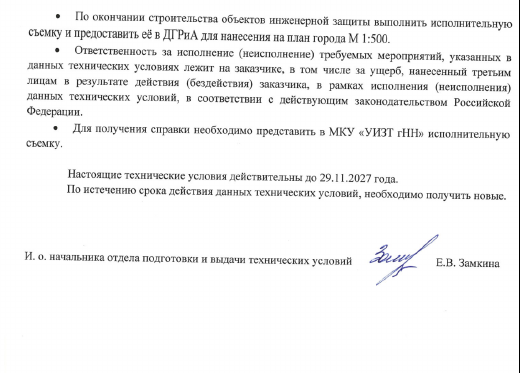 • По окончании строительства объектов инженерной защиты выполнить исполнительную
съемку и предоставить её в ДГРиА для нанесения на план города М 1:500.
• Ответственность за исполнение (неисполнение) требуемых мероприятий, указанных в
данных технических условиях лежит на заказчике, в том числе за ущерб, нанесенный третьим
лицам в результате действия (бездействия) заказчика, в рамках исполнения (неисполнения)
данных технических условий, в соответствии с действующим законодательством Российской
Федерации.
• Для получения справки необходимо представить в МКУ «УИЗТ гНН» исполнительную
съемку.
Настоящие технические условия действительны до 29.11.2027 года.
По истечению срока действия данных технических условий, необходимо получить новые.
И. о. начальника отдела подготовки и выдачи технических условий Е.В. Замкина